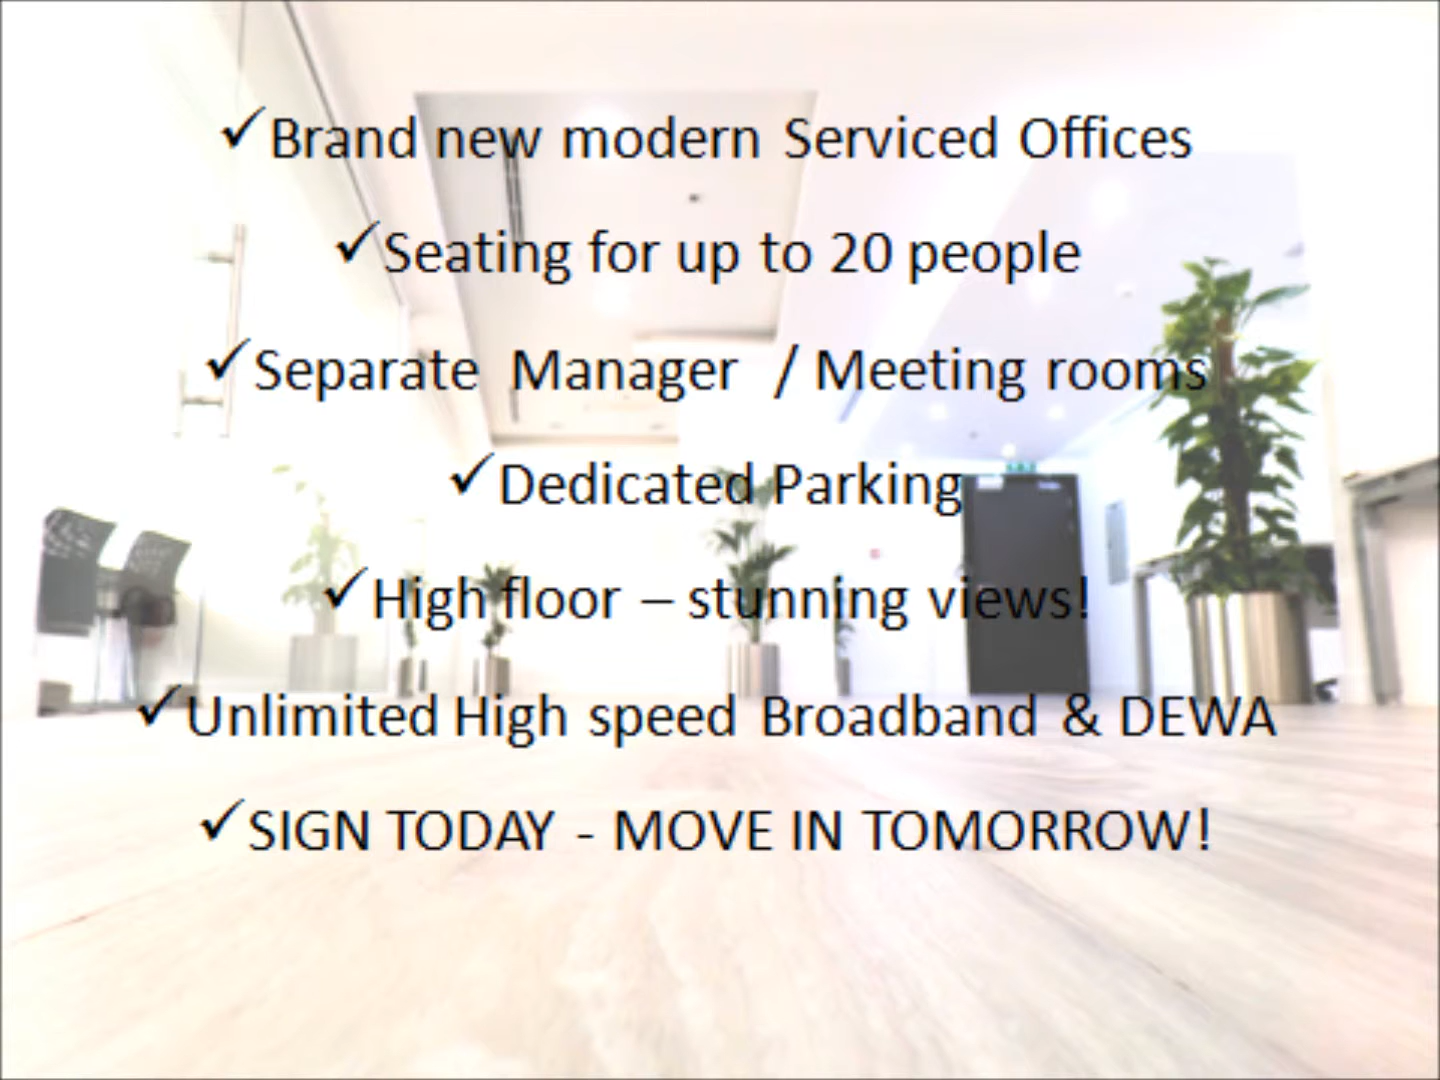 ✓Brand new modern Serviced Offices
✓Seating for up to 20 people
✓Separate Manager / Meeting rooms
✓Dedicated Parking
✓High floor – stunning views!
✓Unlimited High speed Broadband & DEWA
✓SIGN TODAY - MOVE IN TOMORROW!